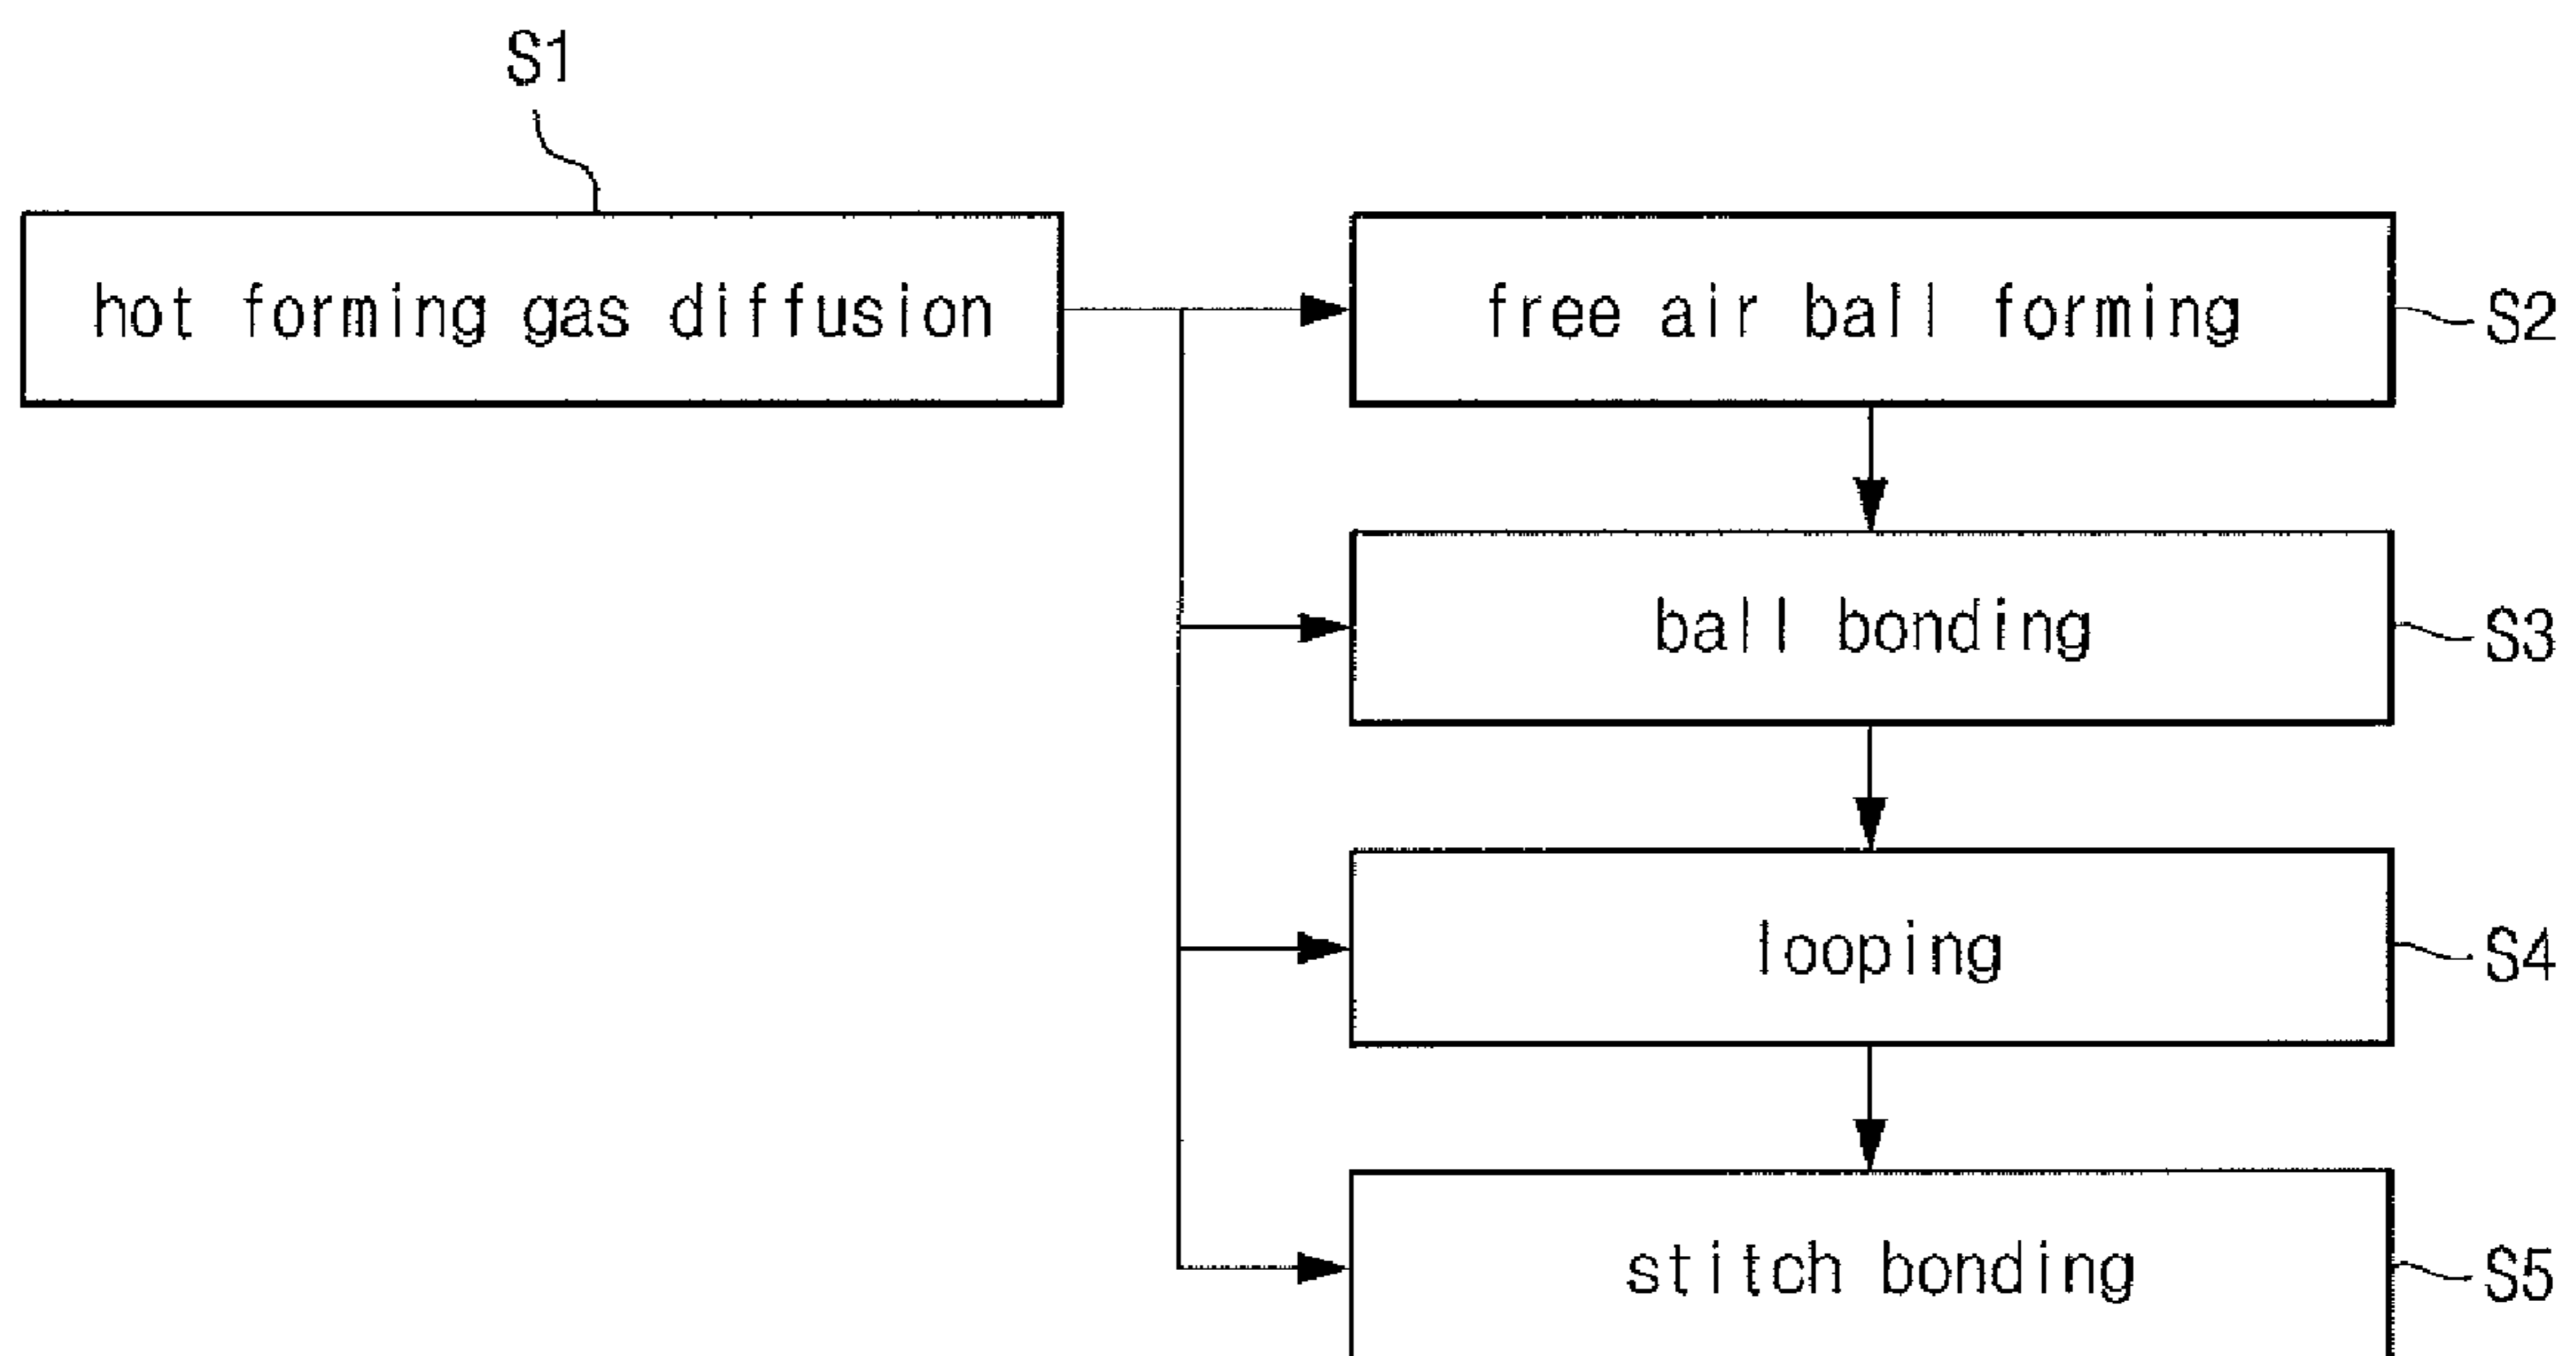 S1
hot forming gas diffusion
free air ball forming
S2
ball bonding
S3
looping
S4
stitch bonding
S5